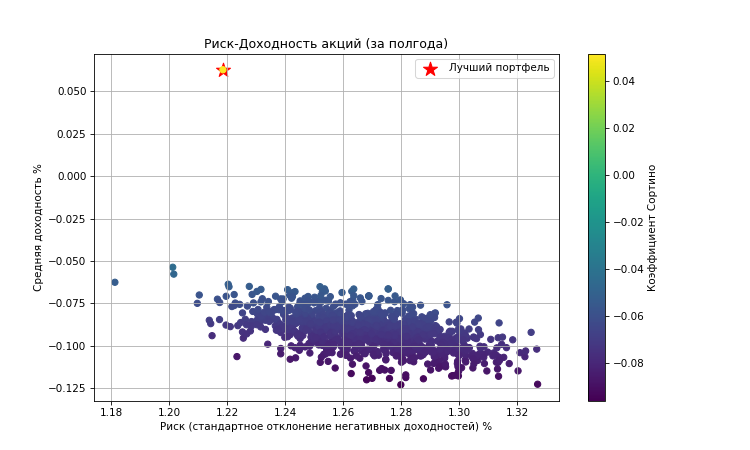 Риск-Доходность акций (за полгода)
Лучший портфель
Средняя доходность %
0.050
0.025
0.000
−0.025
−0.050
−0.075
−0.100
−0.125
1.18 1.20 1.22 1.24 1.26 1.28 1.30 1.32
Риск (стандартное отклонение негативных доходностей) %
0.04
0.02
0.00
−0.02
−0.04
−0.06
−0.08
Коэффициент Сортино